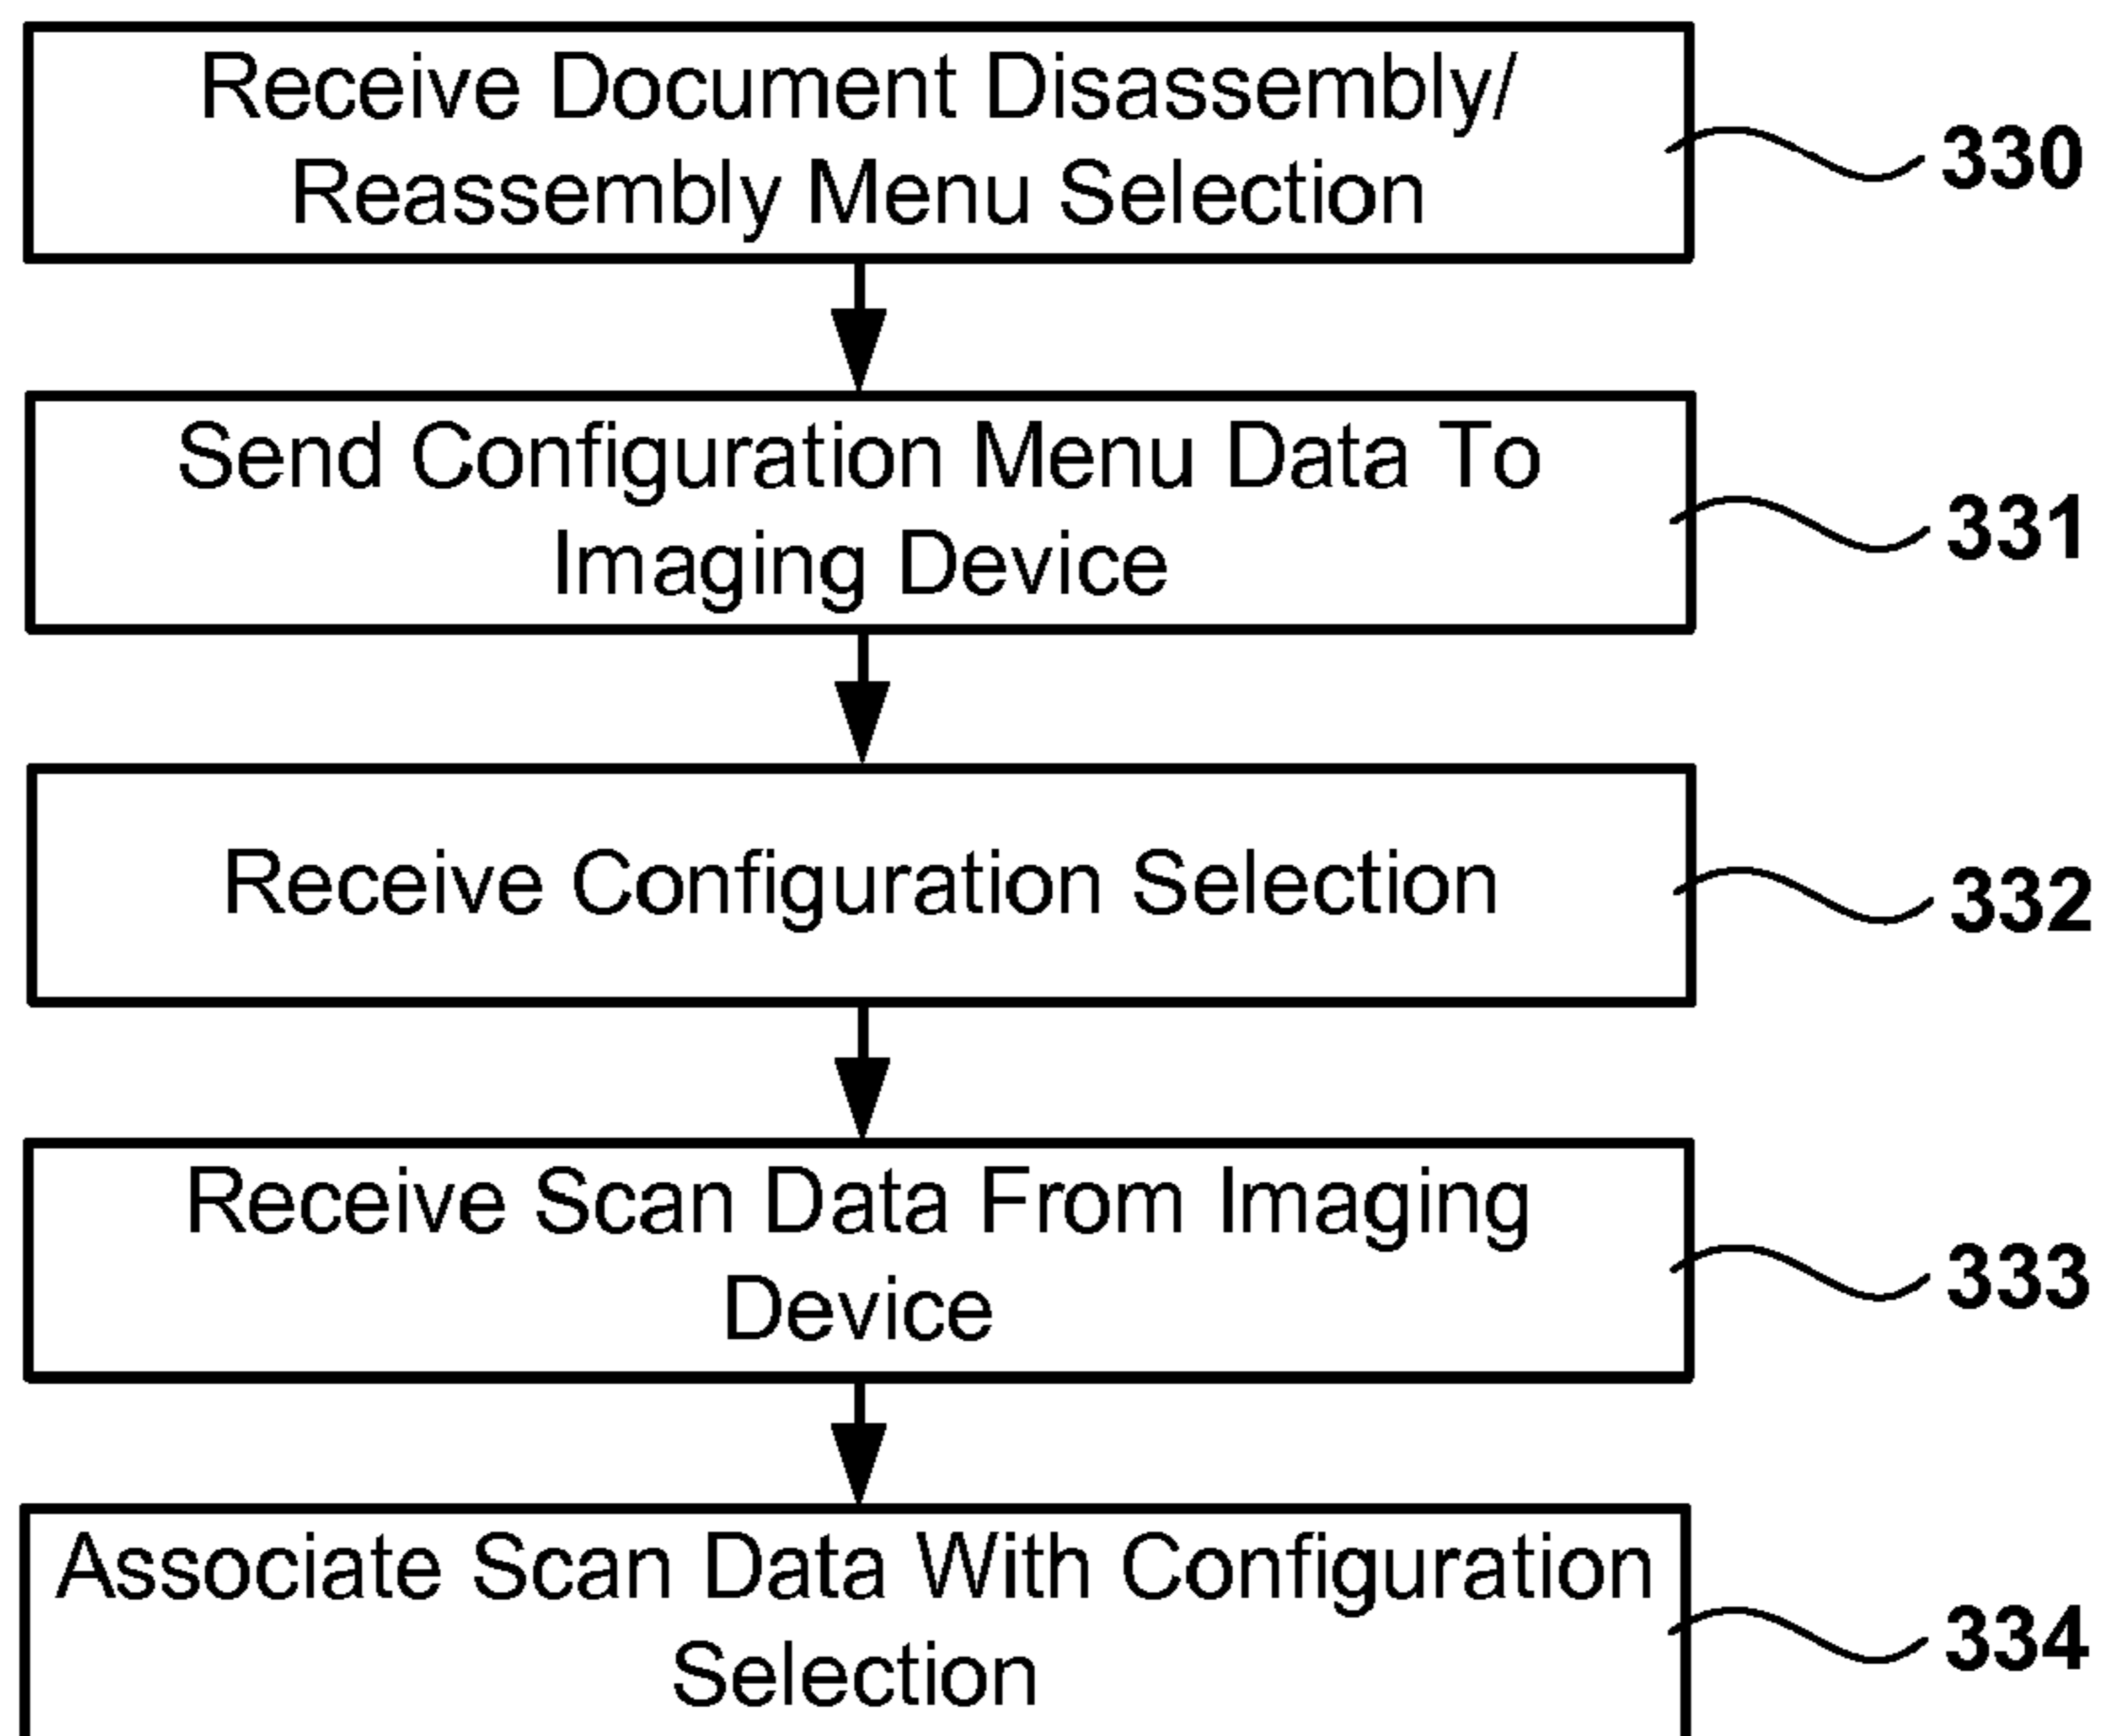 Receive Document Disassembly/
Reassembly Menu Selection
330
Send Configuration Menu Data To
Imaging Device
331
Receive Configuration Selection
332
Receive Scan Data From Imaging
Device
333
Associate Scan Data With Configuration
Selection
334